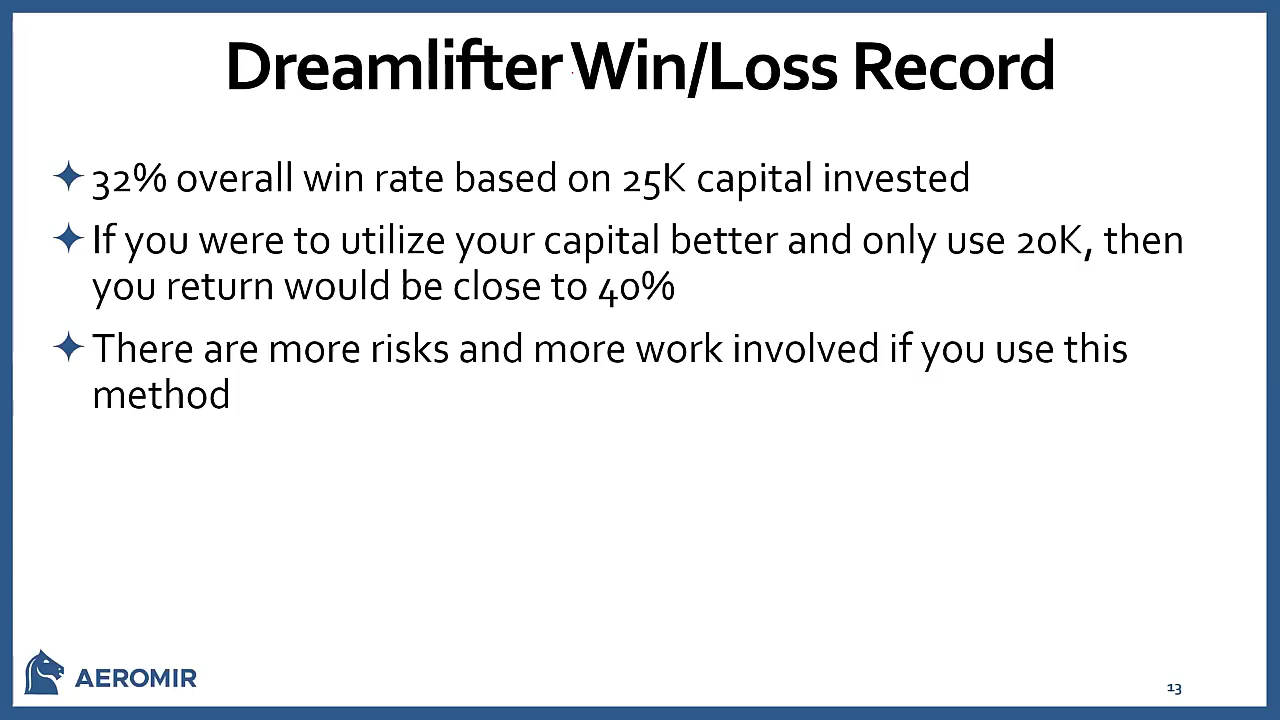 Dreamlifter Win/Loss Record
32% overall win rate based on 25K capital invested
If you were to utilize your capital better and only use 20K, then
you return would be close to 40%
There are more risks and more work involved if you use this
method
AEROMIR
13